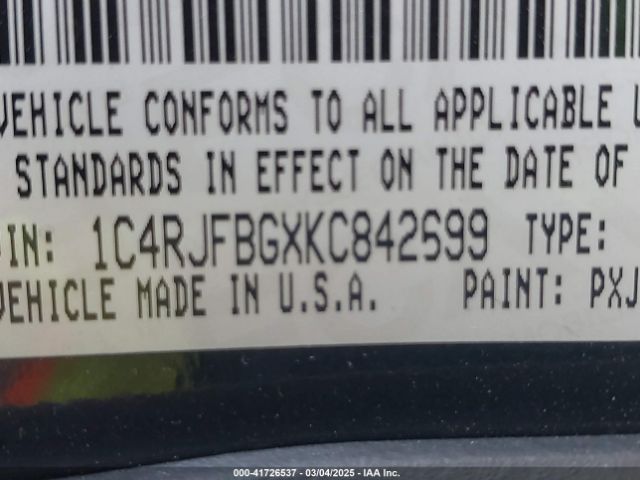 VEHICLE CONFORMS TO ALL APPLICABLE U
STANDARDS IN EFFECT ON THE DATE OF
IN: 1C4RJFBGXKC842699 TYPE:
VEHICLE MADE IN U.S.A. PAINT: PXJ
000-41726537 - 03/04/2025 - IAA Inc.